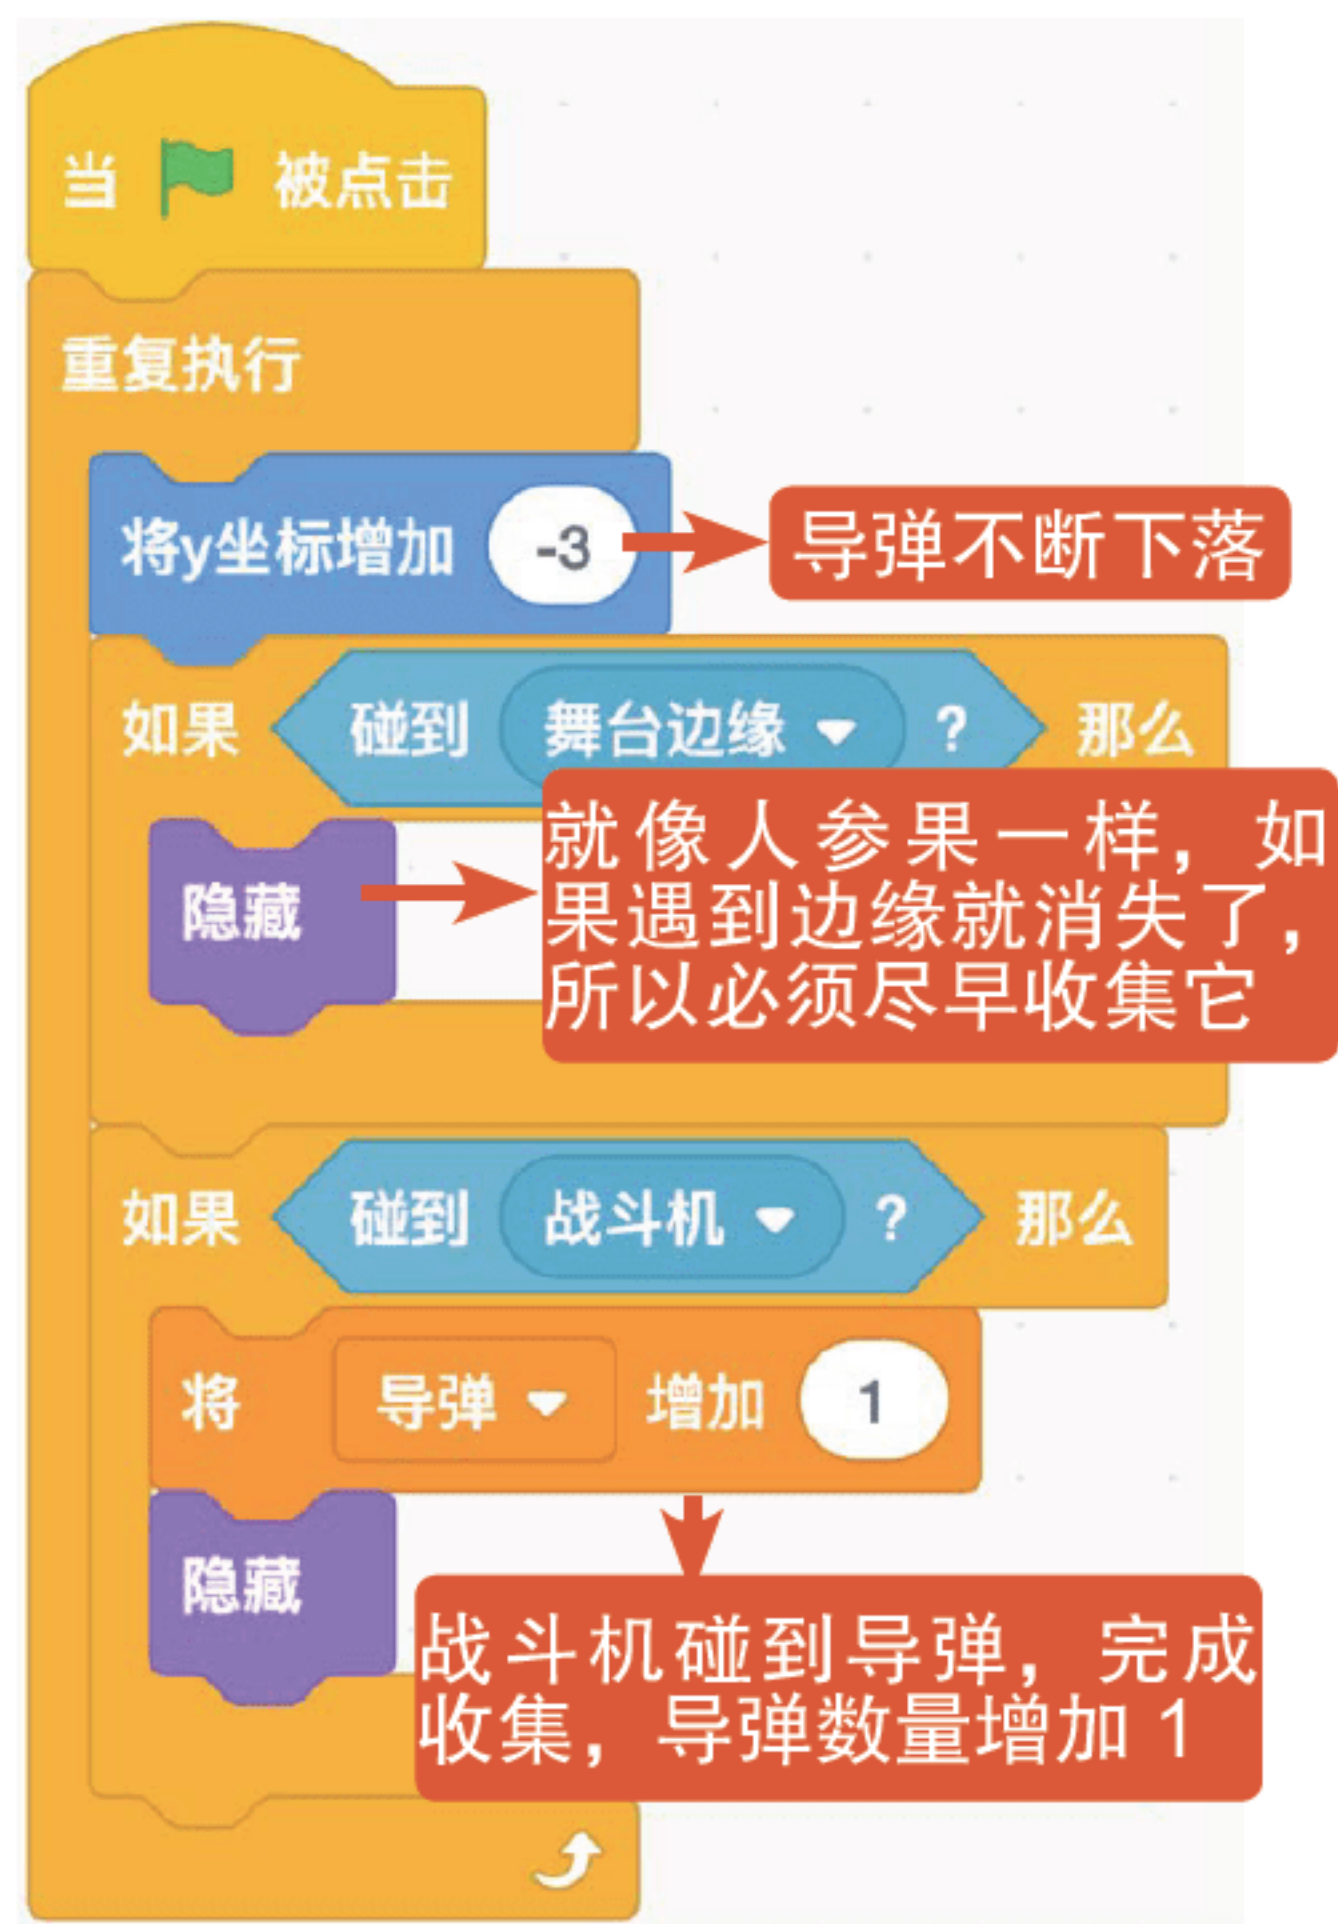 当 被点击
重复执行
将y坐标增加 -3
导弹不断下落
如果 碰到 舞台边缘 ? 那么
隐藏
就像人参果一样，如
果遇到边缘就消失了，
所以必须尽早收集它
如果 碰到 战斗机 ? 那么
将 导弹 增加 1
隐藏
战斗机碰到导弹，完成
收集，导弹数量增加 1